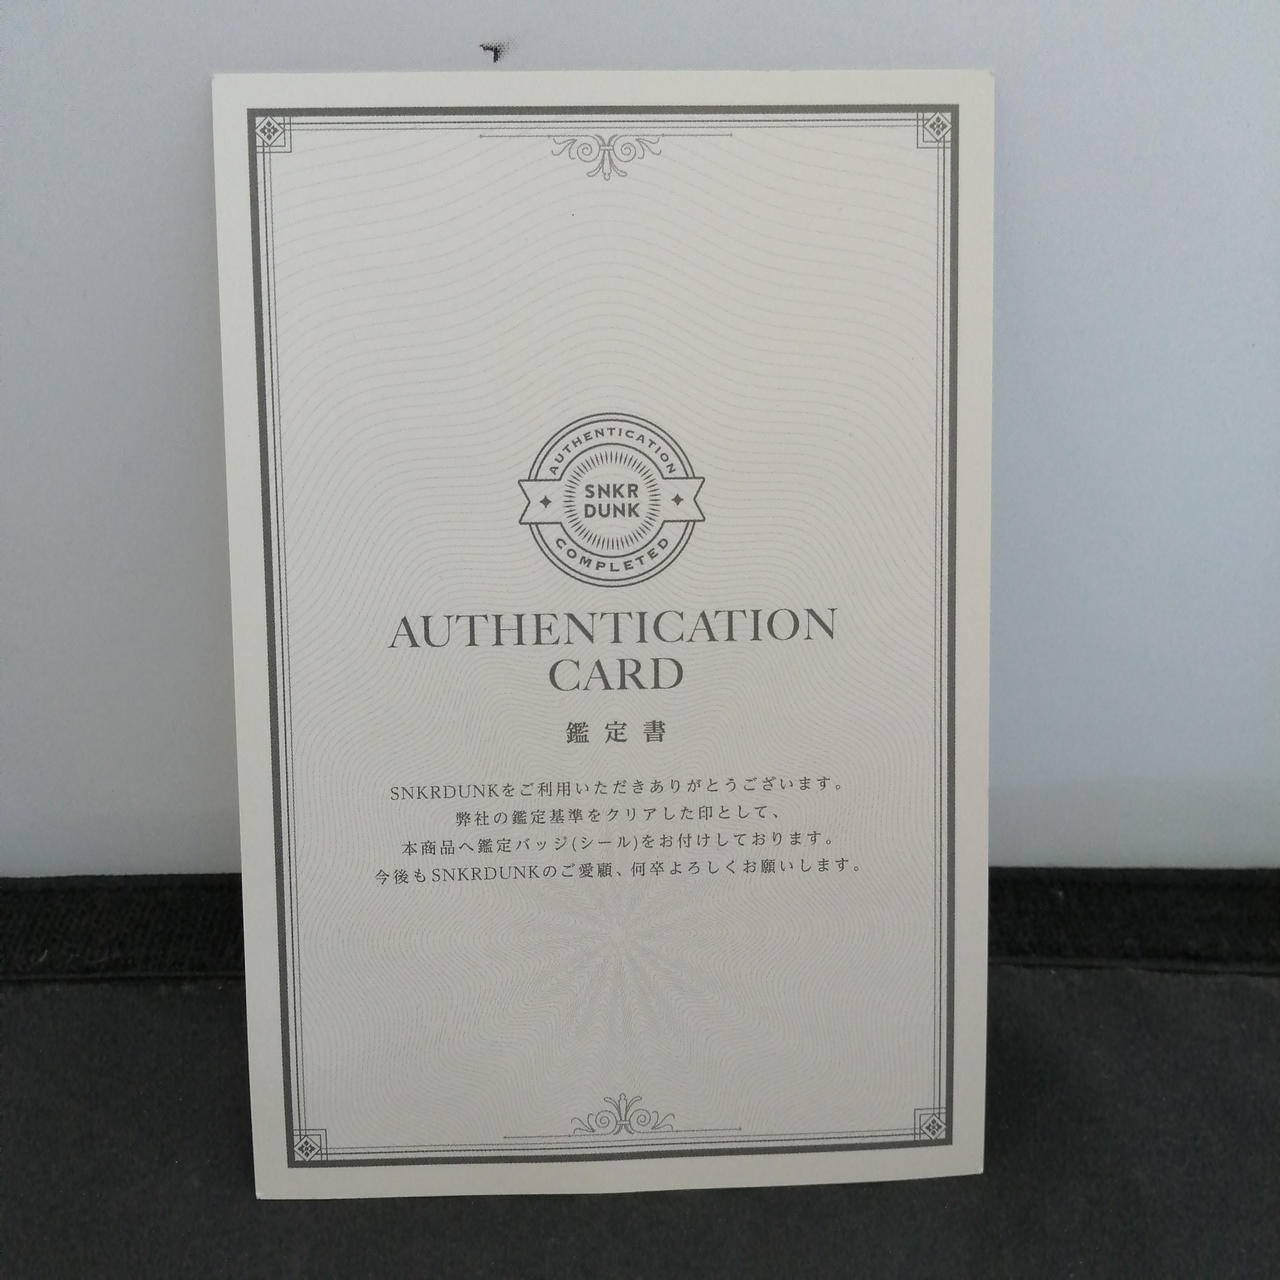 AUTHENTICATION
SNKR
DUNK
COMPLETED
AUTHENTICATION
CARD
鑑定書
SNKRDUNKをご利用いただきありがとうございます。
弊社の鑑定基準をクリアした印として、
本商品へ鑑定バッジ(シール)をお付けしております。
今後もSNKRDUNKのご愛顧、何卒よろしくお願いします。